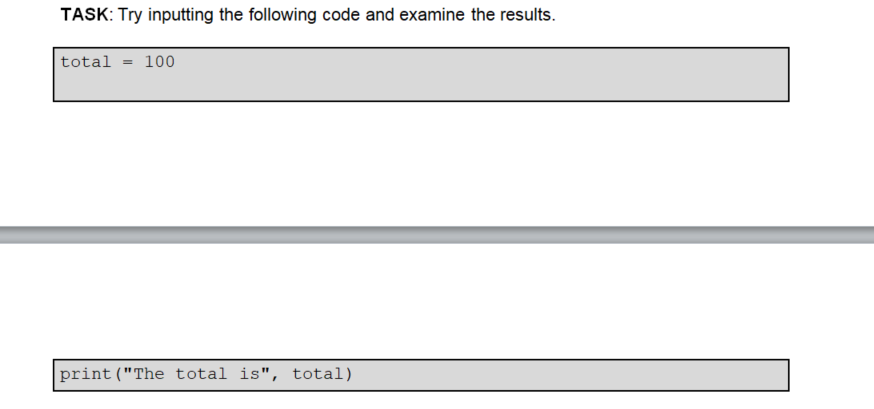 TASK: Try inputting the following code and examine the results.
total = 100
print("The total is", total)